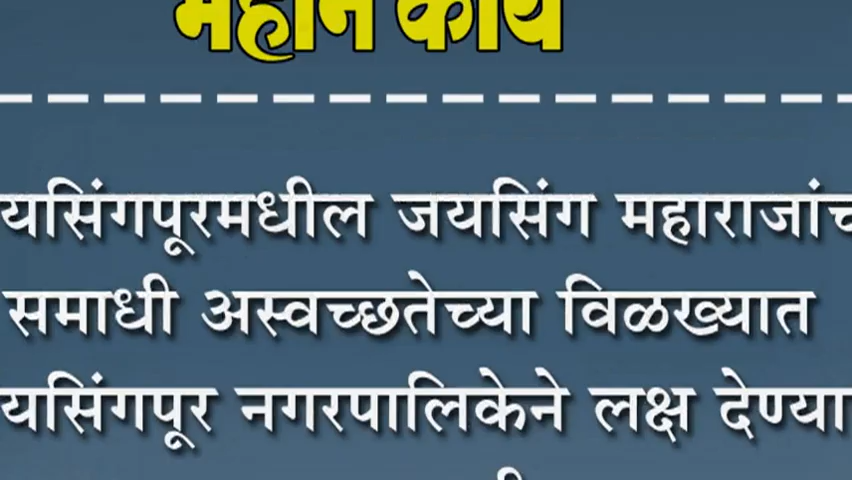 महान कार्य
यसिंगपूरमधील जयसिंग महाराजांच
समाधी अस्वच्छतेच्या विळख्यात
यसिंगपूर नगरपालिकेने लक्ष देण्या